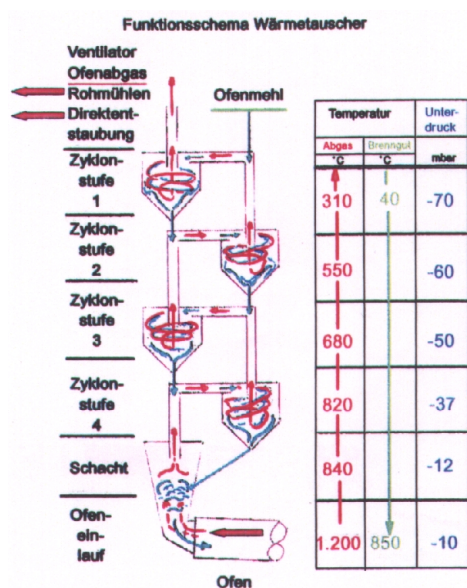 Funktionsschema Wärmetauscher
Ventilator
Ofenabgas
Rohmühlen
Direktent-
staubung
Ofenmehl
Zyklon-
stufe
1
Zyklon-
stufe
2
Zyklon-
stufe
3
Zyklon-
stufe
4
Schacht
Ofen-
ein-
lauf
Ofen
Temperatur Unter-
druck
Abgas Brenngut
°C °C mbar
310 40 -70
550 -60
680 -50
820 -37
840 -12
1.200 850 -10